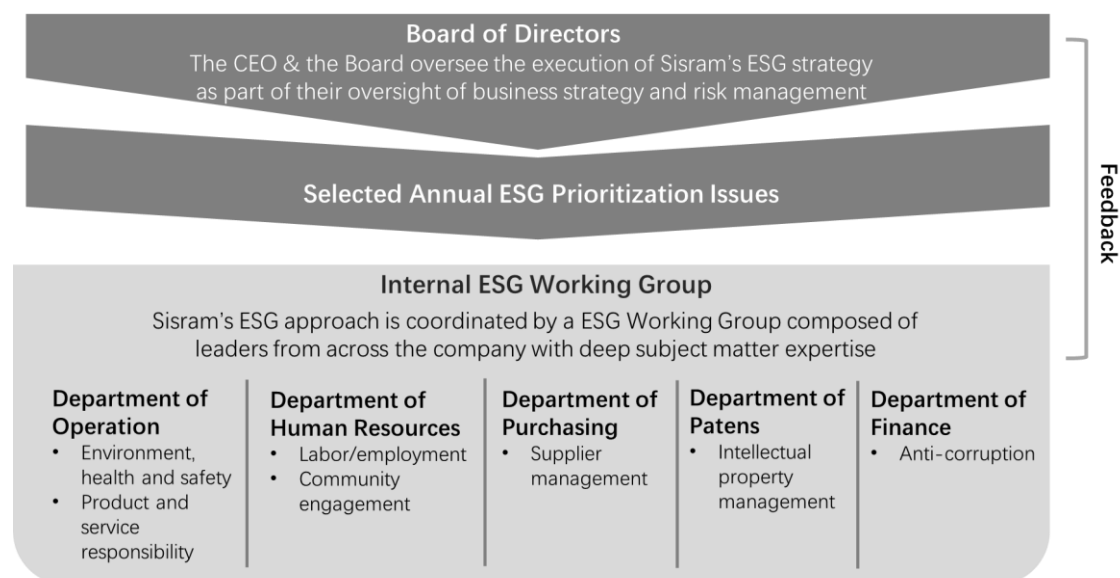 Board of Directors
The CEO & the Board oversee the execution of Sisram's ESG strategy
as part of their oversight of business strategy and risk management
Selected Annual ESG Prioritization Issues
Feedback
Internal ESG Working Group
Sisram's ESG approach is coordinated by a ESG Working Group composed of
leaders from across the company with deep subject matter expertise
Department of
Operation
• Environment,
health and safety
• Product and
service
responsibility
Department of
Human Resources
• Labor/employment
• Community
engagement
Department of
Purchasing
• Supplier
management
Department of
Patens
• Intellectual
property
management
Department of
Finance
• Anti-corruption